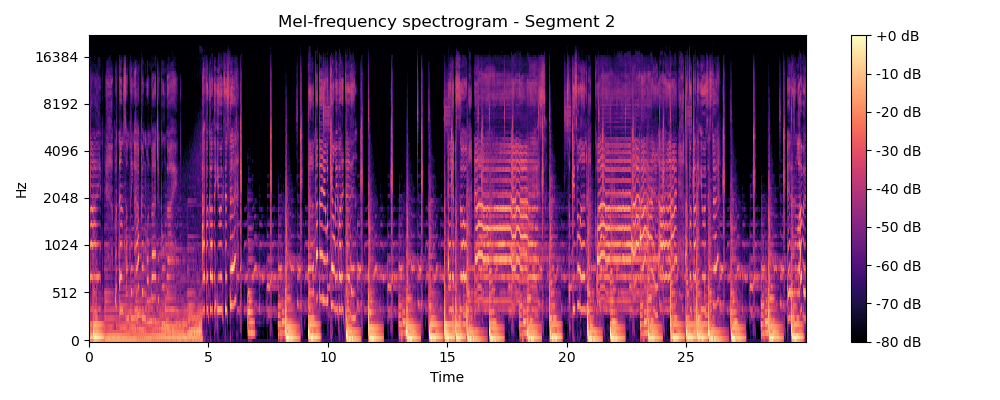 Mel-frequency spectrogram - Segment 2
Hz
16384
8192
4096
2048
1024
512
0
0 5 10 15 20 25
Time
+0 dB
-10 dB
-20 dB
-30 dB
-40 dB
-50 dB
-60 dB
-70 dB
-80 dB